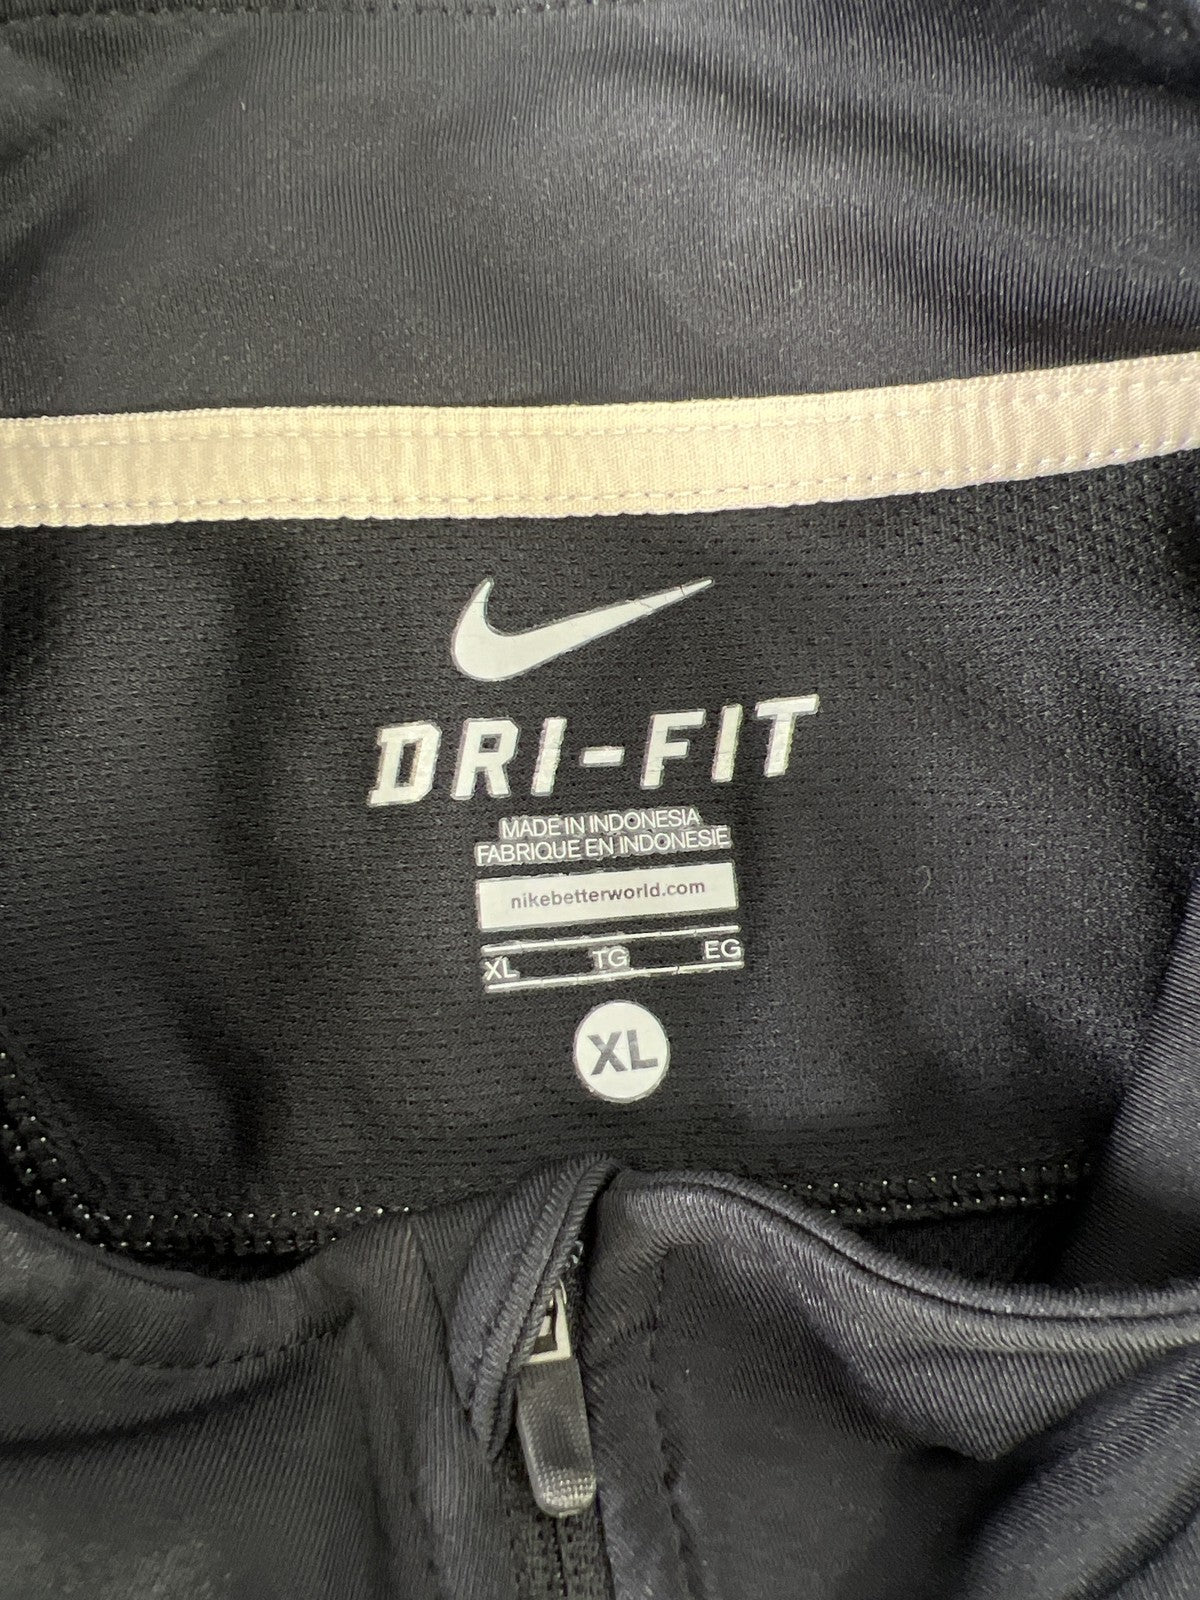 DRI-FIT
MADE IN INDONESIA
FABRIQUE EN INDONESIE
nikebetterworld.com
XL TG EG
XL